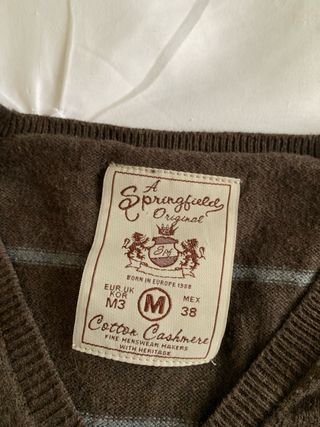 A
Springfield
Original
Spf
BORN IN EUROPE 1988
EUR UK
KOR
M3
M
MEX
38
Cotton Cashmere
FINE MENSWEAR MAKERS
WITH HERITAGE